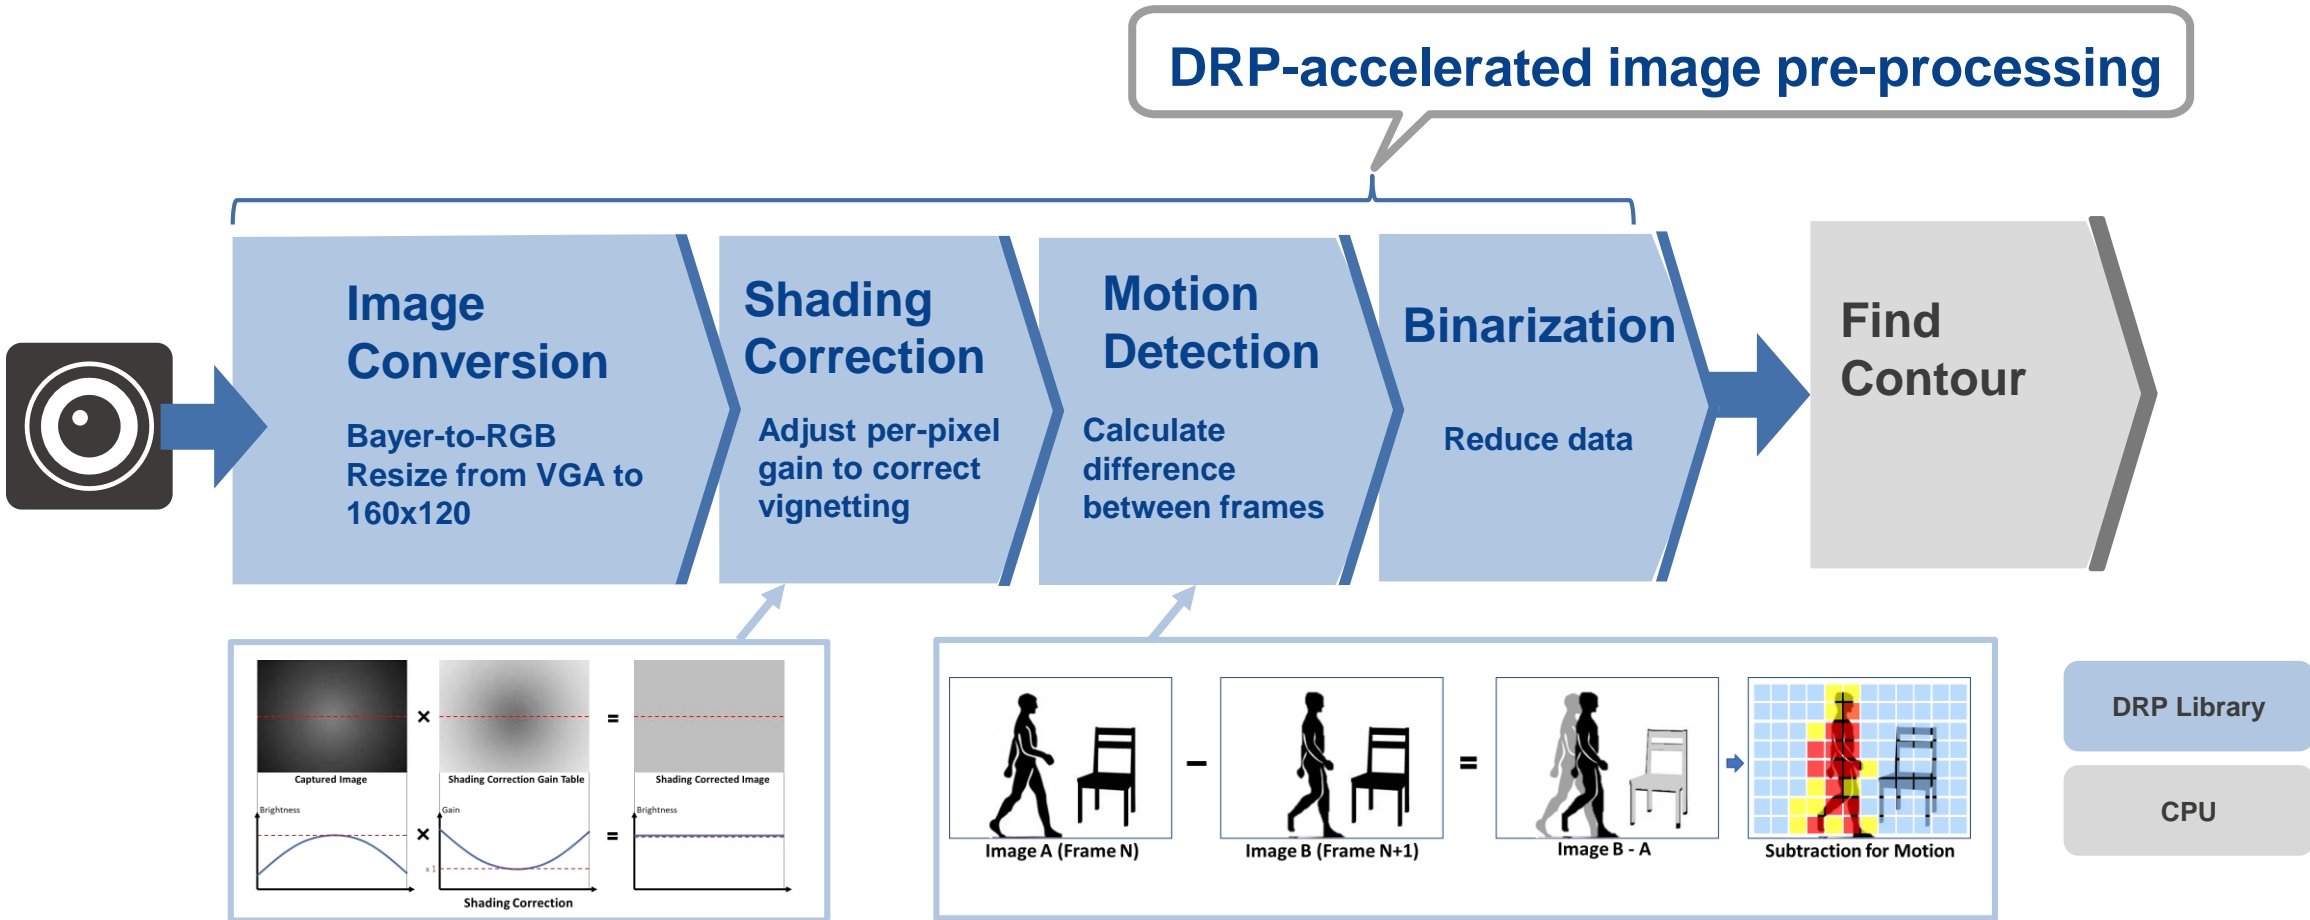 DRP-accelerated image pre-processing
Image
Conversion
Bayer-to-RGB
Resize from VGA to
160x120
Shading
Correction
Adjust per-pixel
gain to correct
vignetting
Motion
Detection
Calculate
difference
between frames
Binarization
Reduce data
Find
Contour
Captured Image
×
Shading Correction Gain Table
=
Shading Corrected Image
Brightness
×
Gain
x 1
=
Brightness
Shading Correction
Image A (Frame N)
–
Image B (Frame N+1)
=
Image B - A
Subtraction for Motion
DRP Library
CPU